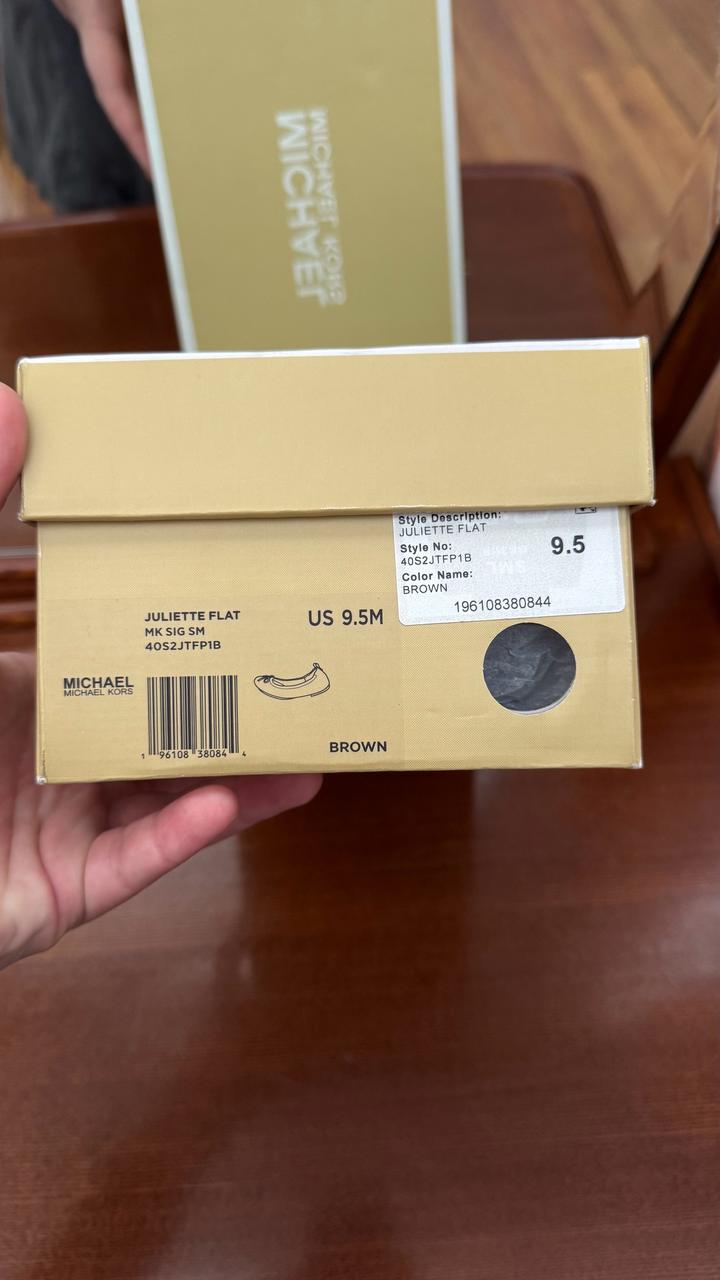 MICHAEL
MICHAEL KORS
Style Description:
JULIETTE FLAT
Style No:
40S2JTFP1B
9.5
Color Name:
BROWN
196108380844
JULIETTE FLAT
MK SIG SM
40S2JTFP1B
US 9.5M
MICHAEL
MICHAEL KORS
1 96108 38084 4
BROWN